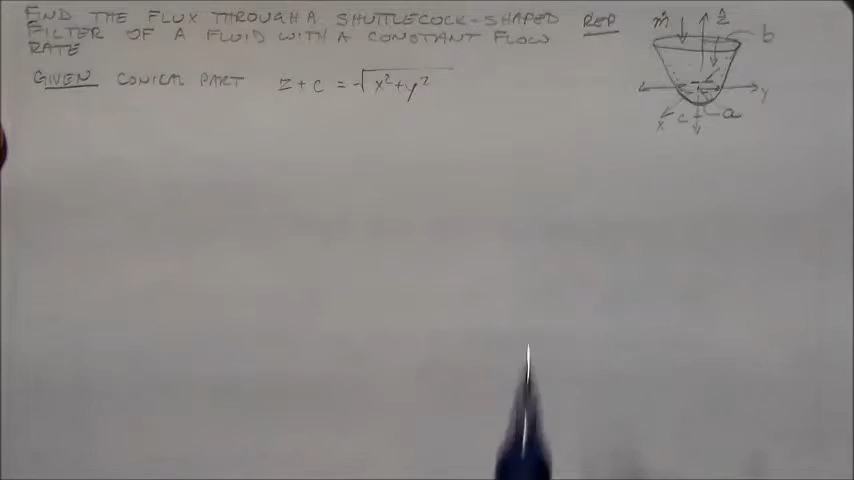 FIND THE FLUX THROUGH A SHUTTLECOCK-SHAPED REP
FILTER OF A FLUID WITH A CONSTANT FLOW
RATE
GIVEN CONICAL PART z + c = √x²+y²
ṁ
ẑ
b
y
x
c
a